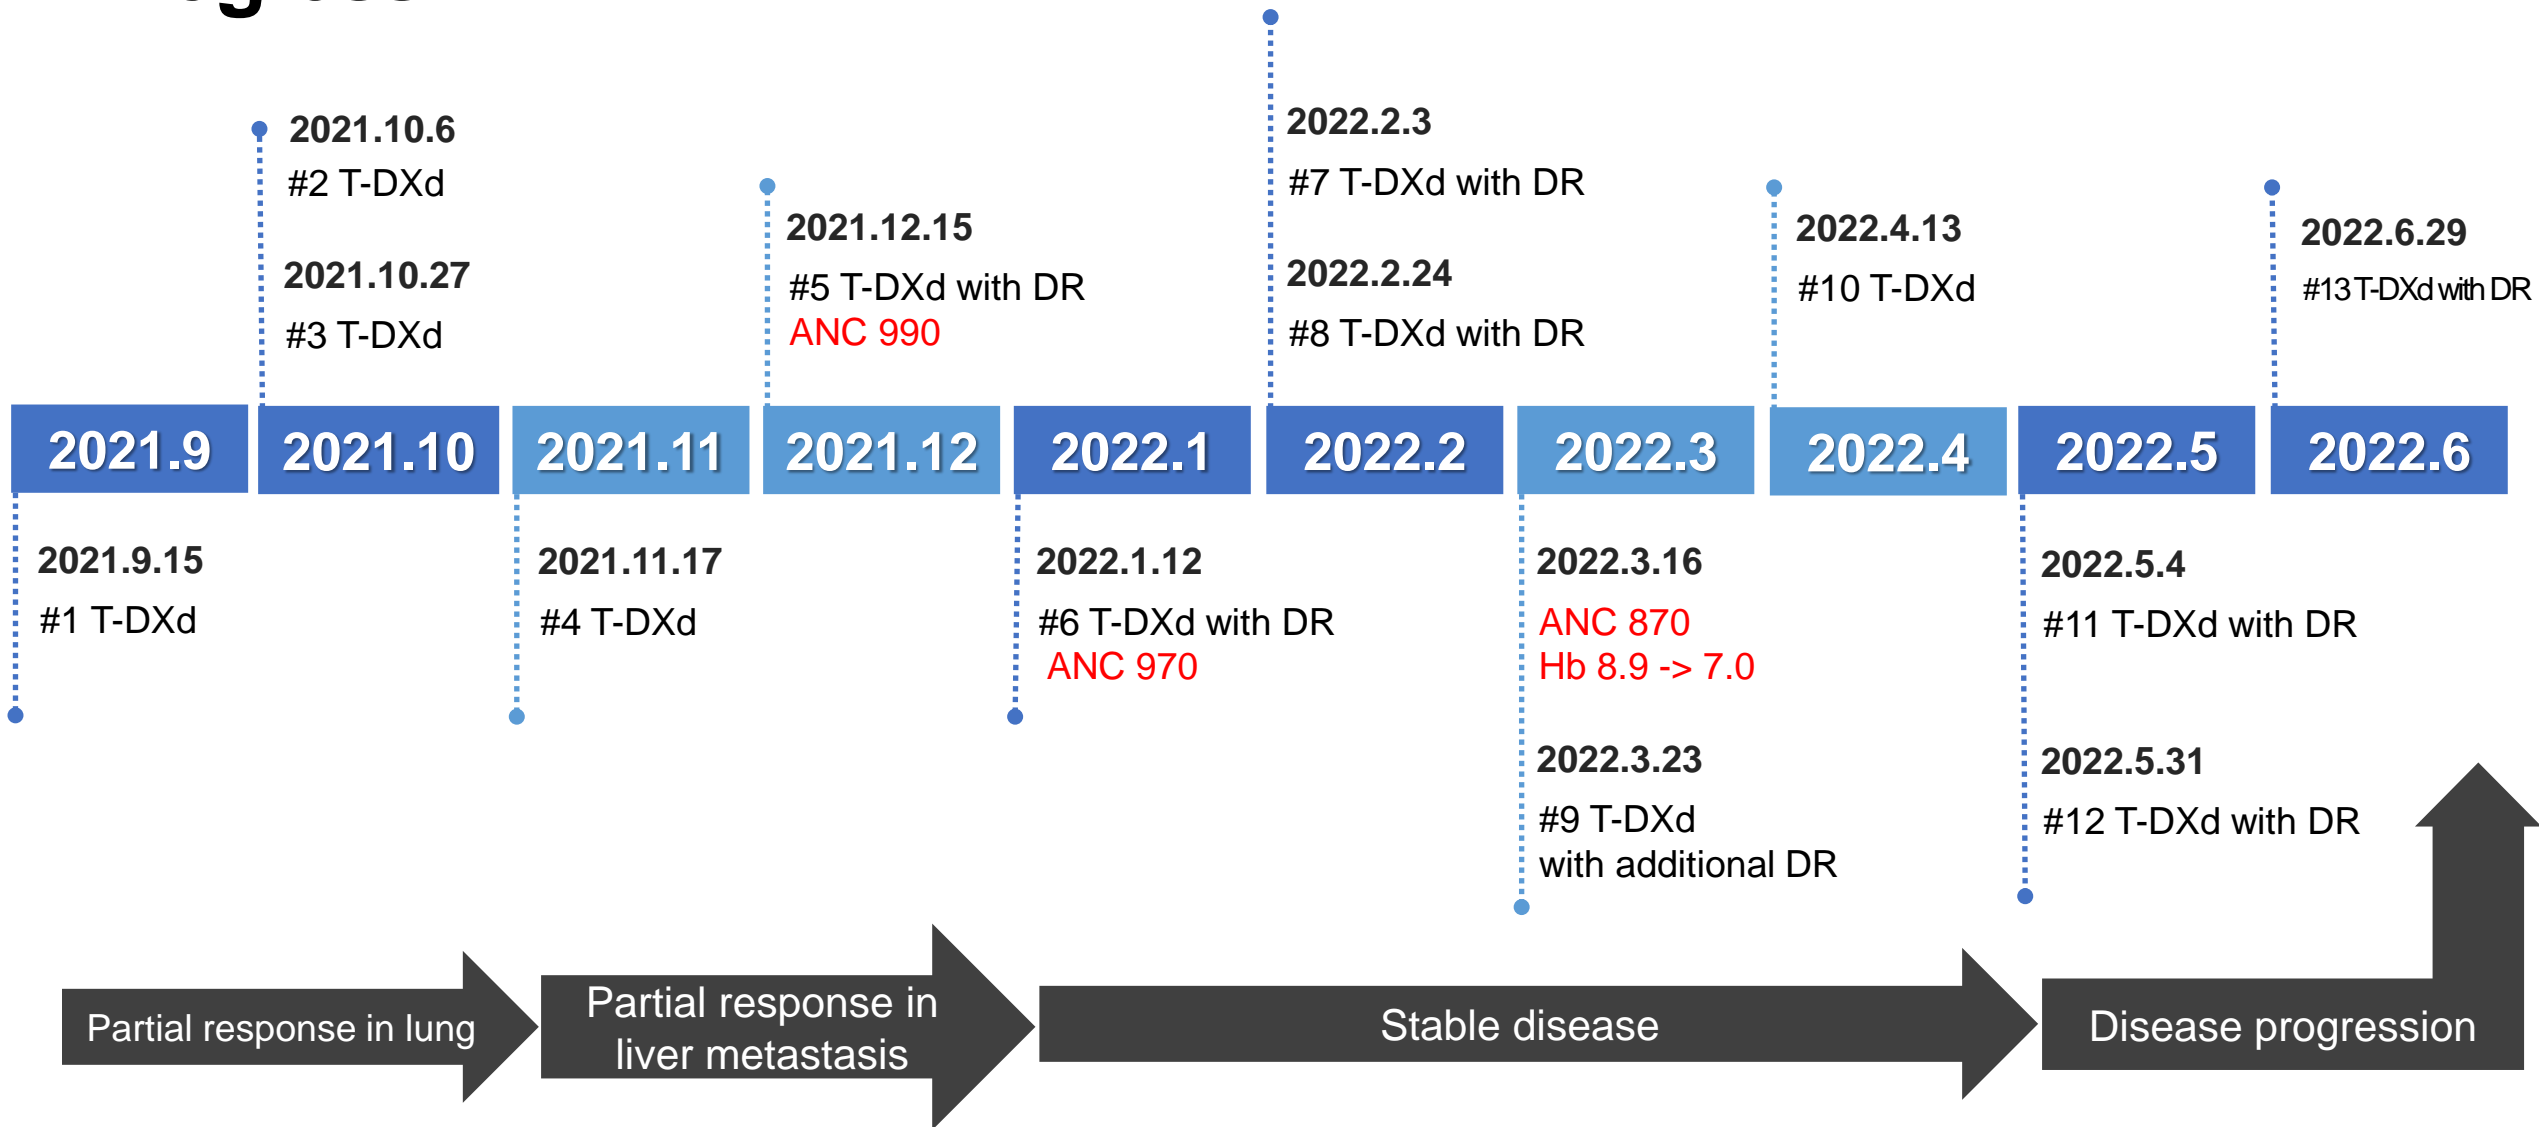 2021.10.6
#2 T-DXd
2021.10.27
#3 T-DXd
2021.12.15
#5 T-DXd with DR
ANC 990
2022.2.3
#7 T-DXd with DR
2022.2.24
#8 T-DXd with DR
2022.4.13
#10 T-DXd
2022.6.29
#13 T-DXd with DR
2021.9
2021.10
2021.11
2021.12
2022.1
2022.2
2022.3
2022.4
2022.5
2022.6
2021.9.15
#1 T-DXd
2021.11.17
#4 T-DXd
2022.1.12
#6 T-DXd with DR
ANC 970
2022.3.16
ANC 870
Hb 8.9 -> 7.0
2022.3.23
#9 T-DXd
with additional DR
2022.5.4
#11 T-DXd with DR
2022.5.31
#12 T-DXd with DR
Partial response in lung
Partial response in
liver metastasis
Stable disease
Disease progression